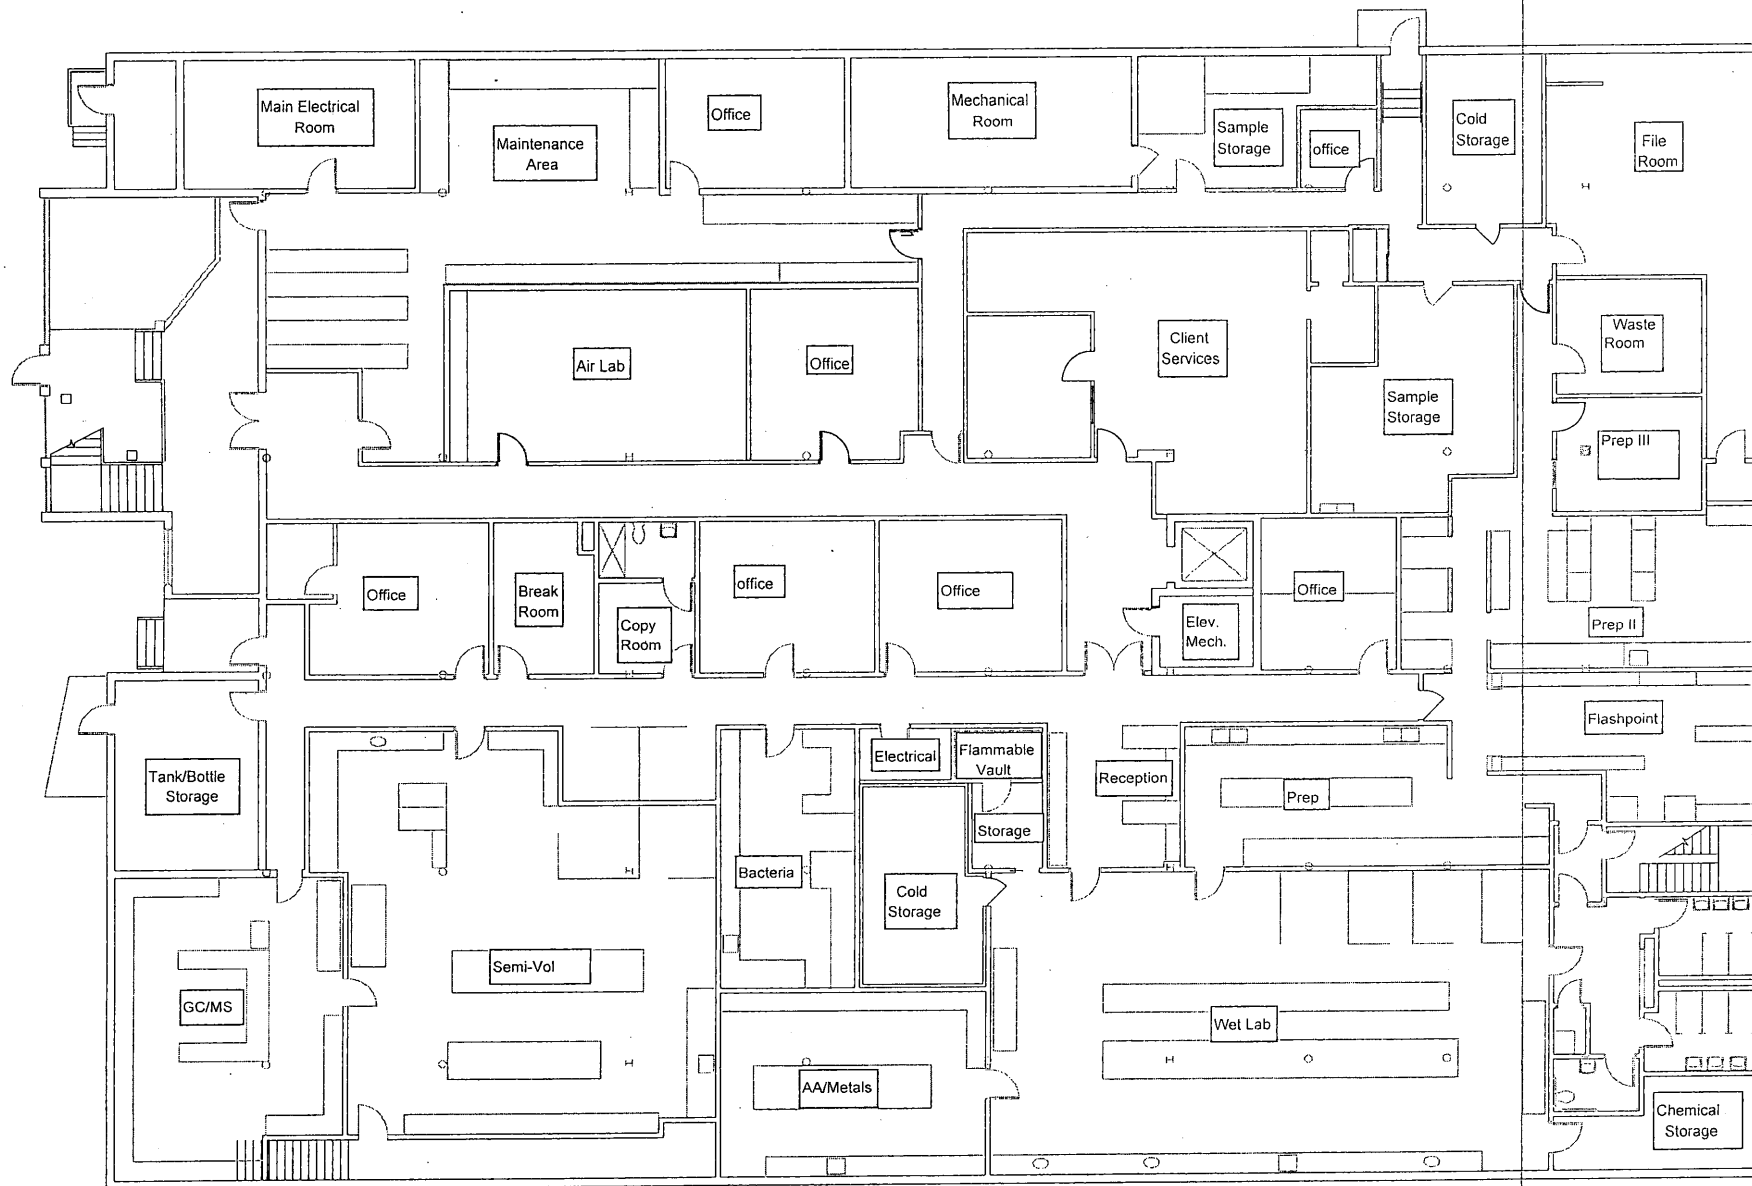 Main Electrical
Room
Maintenance
Area
Office
Mechanical
Room
Sample
Storage
office
Cold
Storage
File
Room
Air Lab
Office
Client
Services
Sample
Storage
Waste
Room
Prep III
Office
Break
Room
Copy
Room
office
Office
Elev.
Mech.
Office
Prep II
Flashpoint
Tank/Bottle
Storage
Electrical
Flammable
Vault
Reception
Prep
Storage
Bacteria
Cold
Storage
Semi-Vol
GC/MS
Wet Lab
AA/Metals
Chemical
Storage